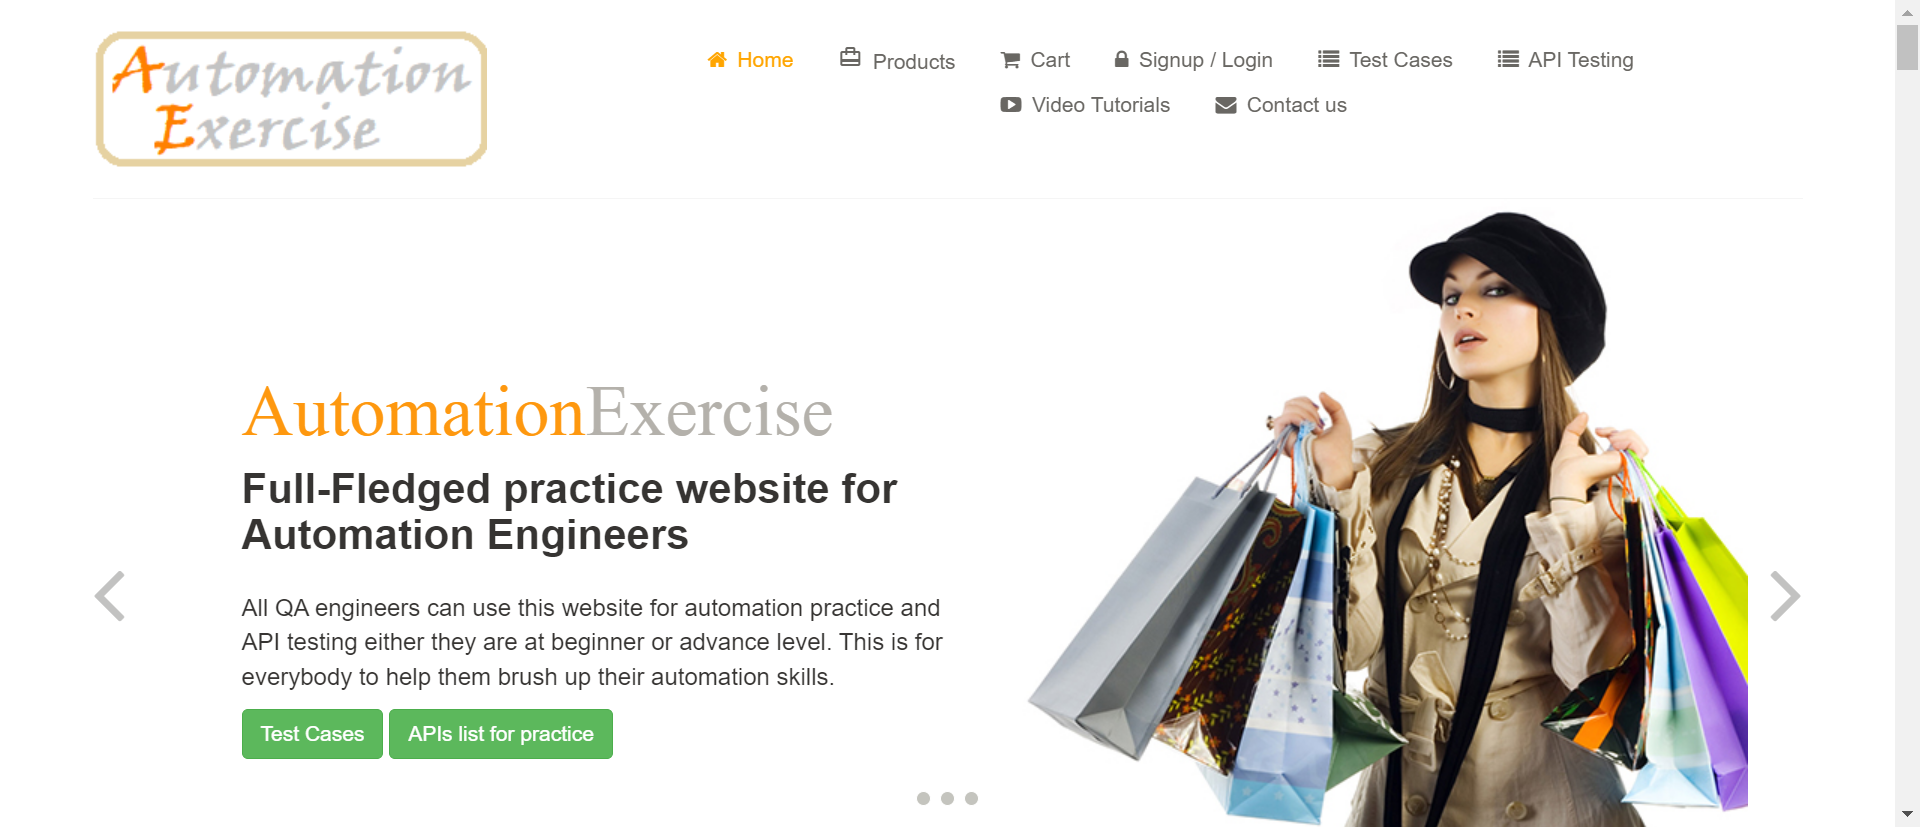 Automation
Exercise
Home Products Cart Signup / Login Test Cases API Testing
Video Tutorials Contact us
AutomationExercise
Full-Fledged practice website for
Automation Engineers
All QA engineers can use this website for automation practice and
API testing either they are at beginner or advance level. This is for
everybody to help them brush up their automation skills.
Test Cases APIs list for practice